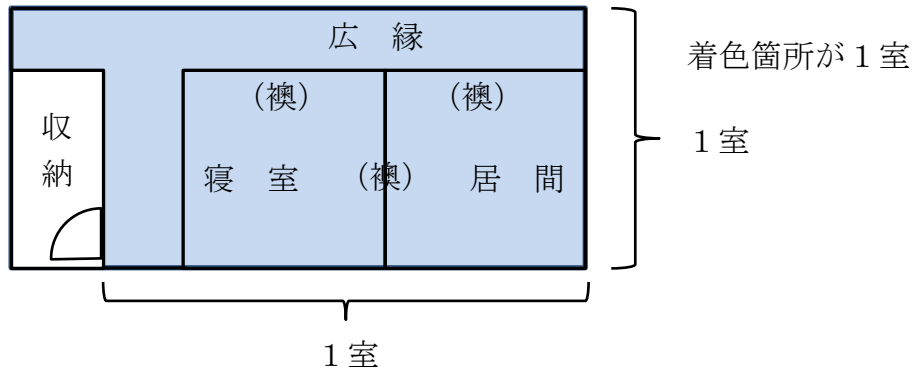 広 縁
着色箇所が1室
(襖) (襖)
収納
1室
寝 室 (襖) 居 間
1室